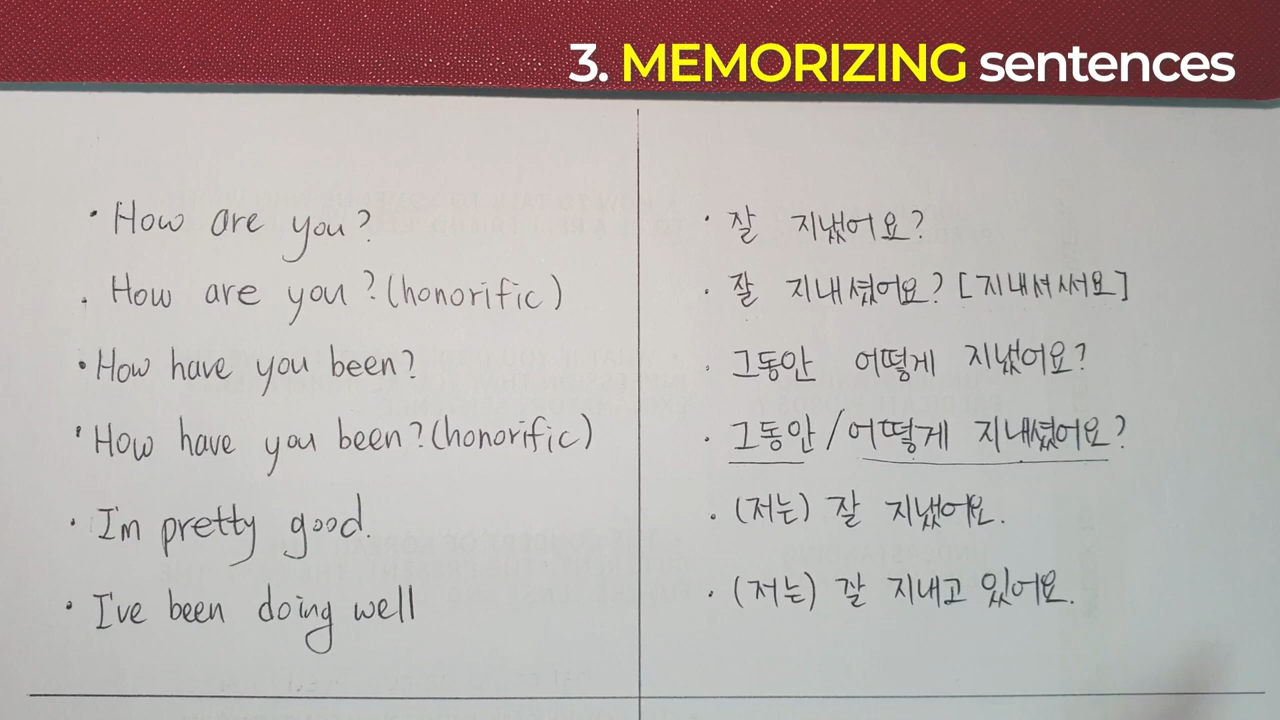 3. MEMORIZING sentences
· How are you?
· How are you? (honorific)
· How have you been?
· How have you been? (honorific)
· I'm pretty good.
· I've been doing well
· 잘 지냈어요?
· 잘 지내셨어요? [지내셔써요]
· 그동안 어떻게 지냈어요?
· 그동안 / 어떻게 지내셨어요?
· (저는) 잘 지냈어요.
· (저는) 잘 지내고 있어요.